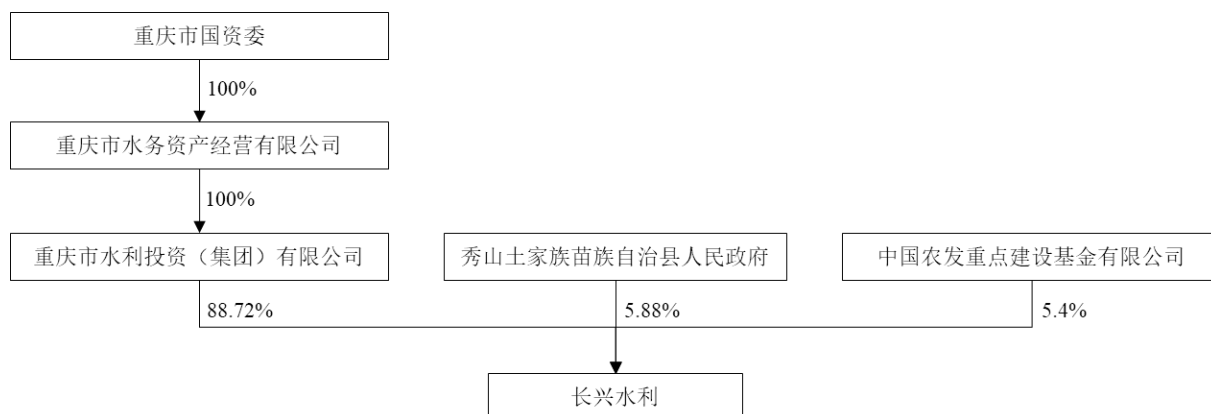 重庆市国资委
100%
重庆市水务资产经营有限公司
100%
重庆市水利投资（集团）有限公司
秀山土家族苗族自治县人民政府
中国农发重点建设基金有限公司
88.72%
5.88%
5.4%
长兴水利